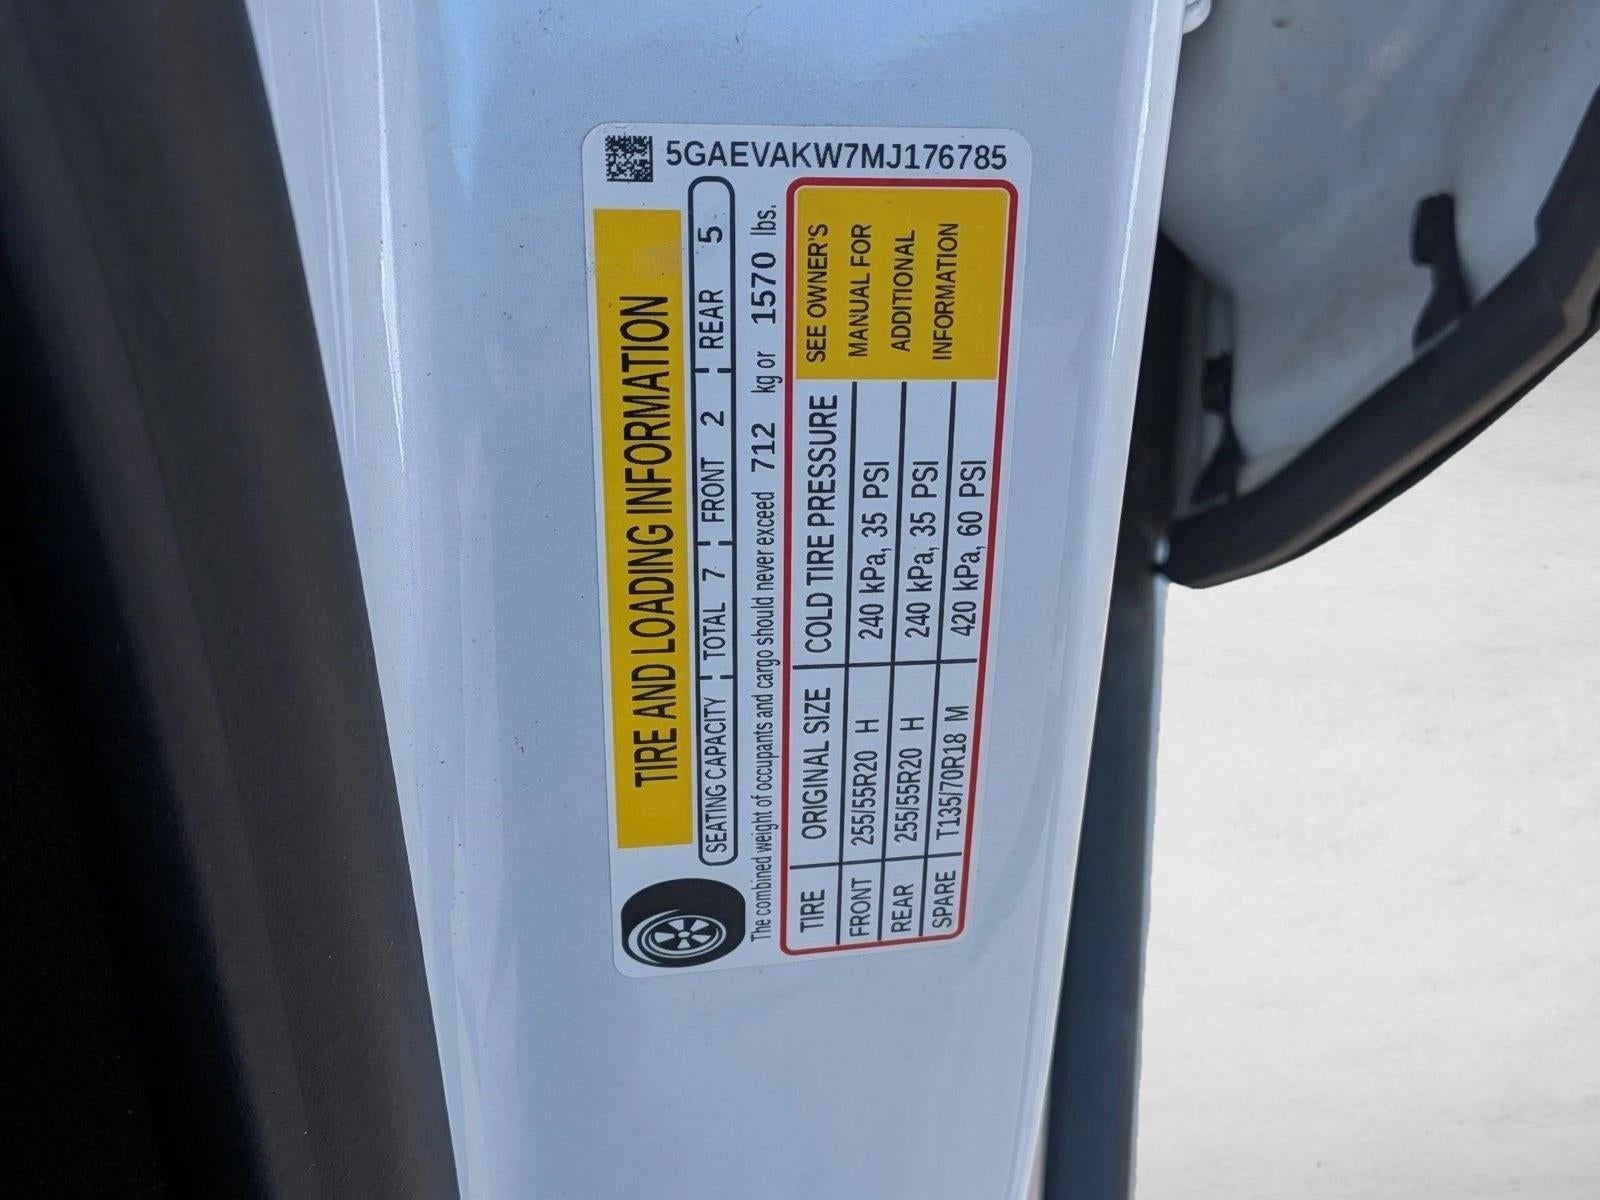 5GAEVAKW7MJ176785
TIRE AND LOADING INFORMATION
SEATING CAPACITY TOTAL 7 FRONT 2 REAR 5
The combined weight of occupants and cargo should never exceed 712 kg or 1570 lbs.
TIRE ORIGINAL SIZE COLD TIRE PRESSURE
FRONT 255/55R20 H 240 kPa, 35 PSI
REAR 255/55R20 H 240 kPa, 35 PSI
SPARE T135/70R18 M 420 kPa, 60 PSI
SEE OWNER'S
MANUAL FOR
ADDITIONAL
INFORMATION